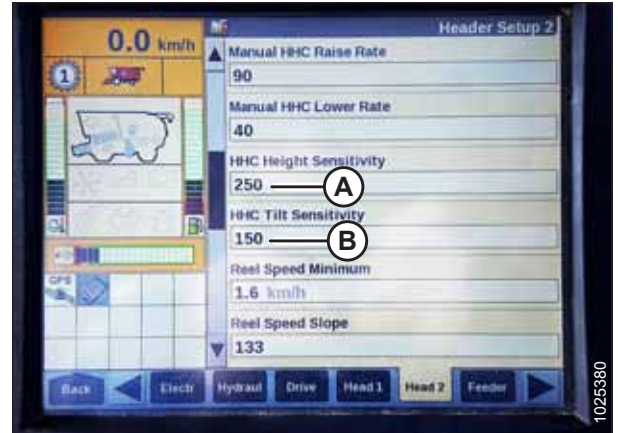 Header Setup 2
0.0 km/h
1
Manual HHC Raise Rate
90
Manual HHC Lower Rate
40
HHC Height Sensitivity
250
A
HHC Tilt Sensitivity
150
B
Reel Speed Minimum
1.6 km/h
Reel Speed Slope
133
GPS
Back Electr Hydraul Drive Head 1 Head 2 Feeder
1025380